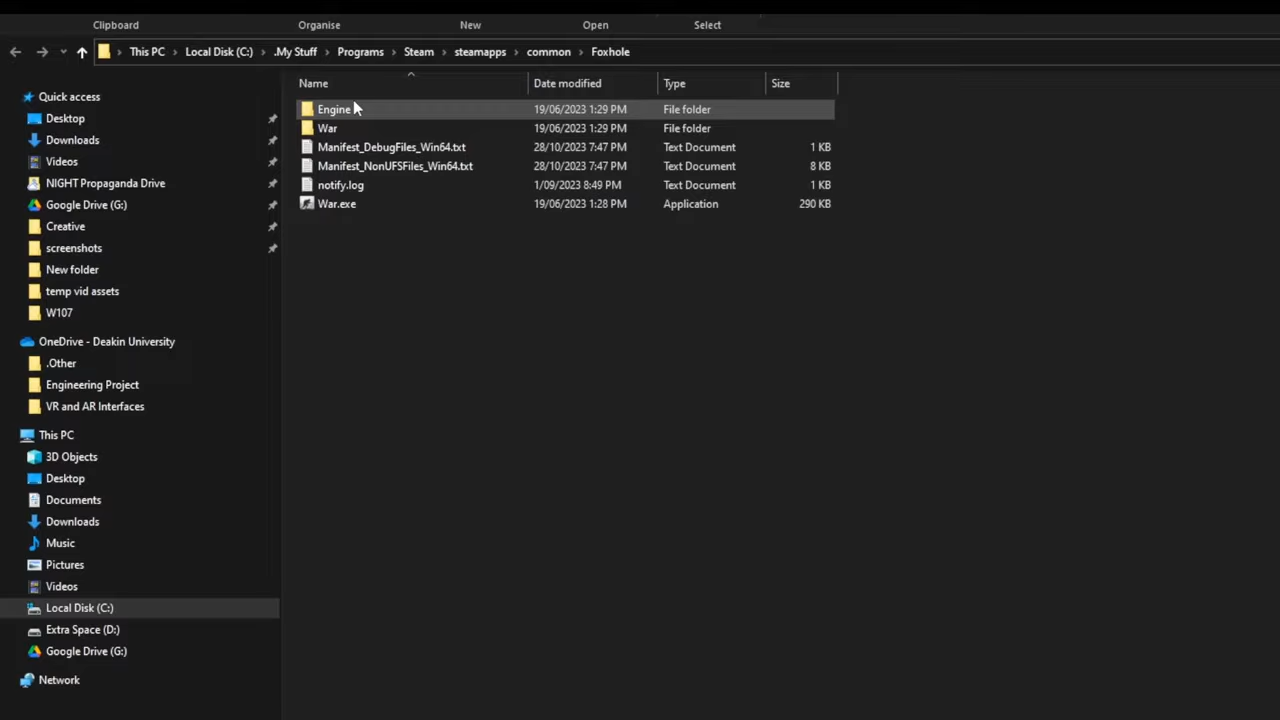 Clipboard Organise New Open Select
This PC Local Disk (C:) .My Stuff Programs Steam steamapps common Foxhole
Name Date modified Type Size
Quick access
Desktop
Downloads
Videos
NIGHT Propaganda Drive
Google Drive (G:)
Creative
screenshots
New folder
temp vid assets
W107
OneDrive - Deakin University
.Other
Engineering Project
VR and AR Interfaces
This PC
3D Objects
Desktop
Documents
Downloads
Music
Pictures
Videos
Local Disk (C:)
Extra Space (D:)
Google Drive (G:)
Network
Engine 19/06/2023 1:29 PM File folder
War 19/06/2023 1:29 PM File folder
Manifest_DebugFiles_Win64.txt 28/10/2023 7:47 PM Text Document 1 KB
Manifest_NonUFSFiles_Win64.txt 28/10/2023 7:47 PM Text Document 8 KB
notify.log 1/09/2023 8:49 PM Text Document 1 KB
War.exe 19/06/2023 1:28 PM Application 290 KB